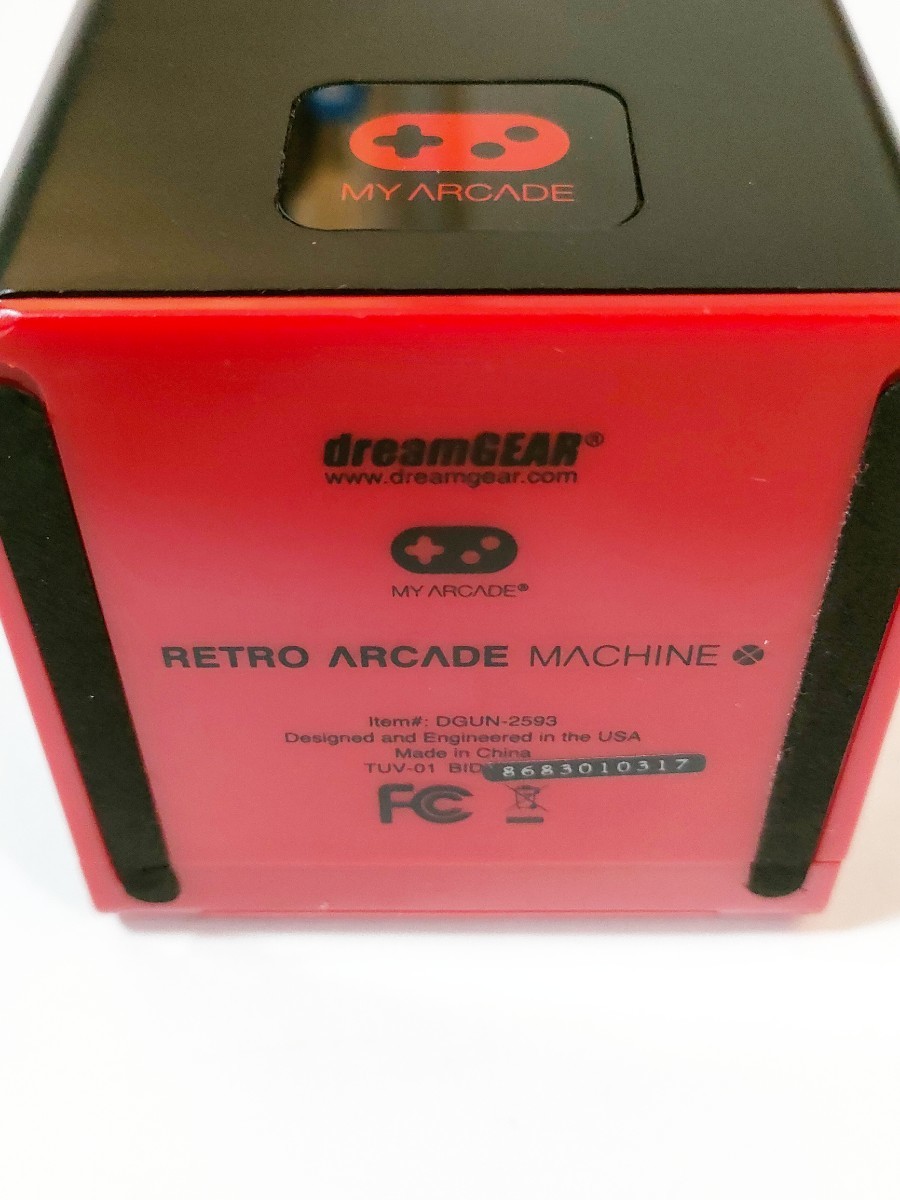 MY ARCADE
dreamGEAR®
www.dreamgear.com
MY ARCADE®
RETRO ARCADE MACHINE X
Item#: DGUN-2593
Designed and Engineered in the USA
Made in China
TUV-01 BID
8683010317
FC